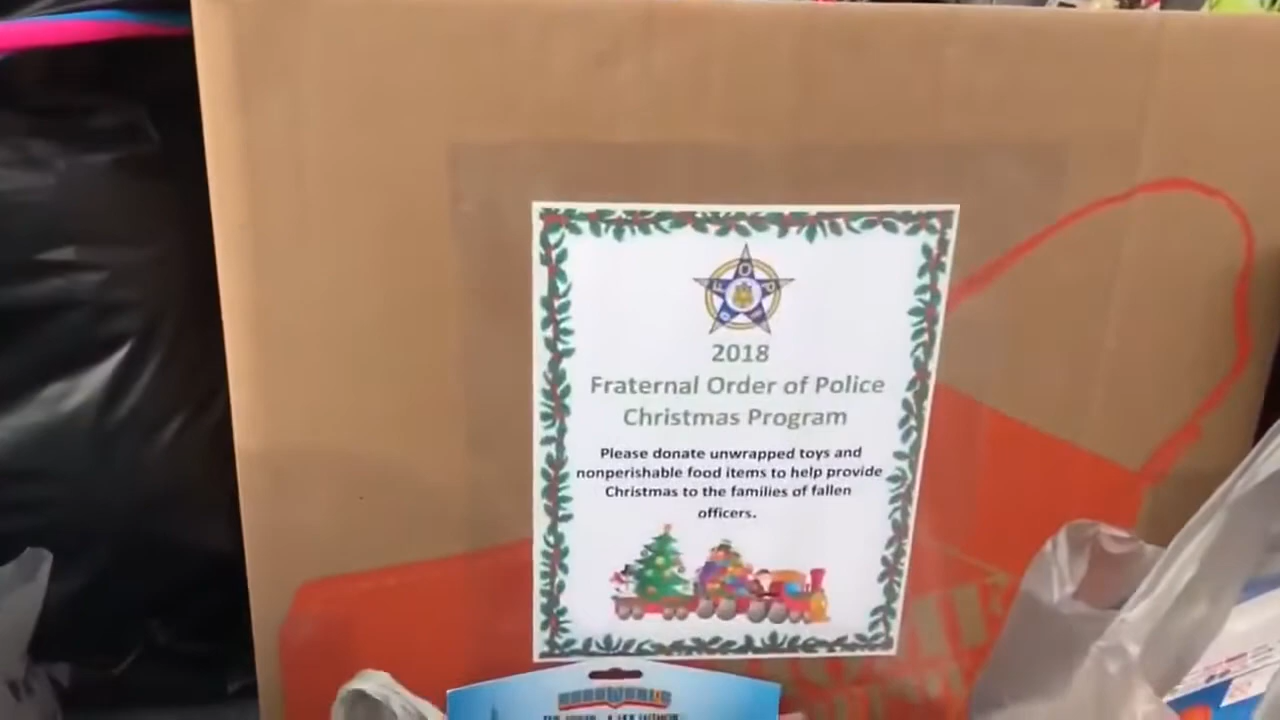 FOP
2018
Fraternal Order of Police
Christmas Program
Please donate unwrapped toys and
nonperishable food items to help provide
Christmas to the families of fallen
officers.